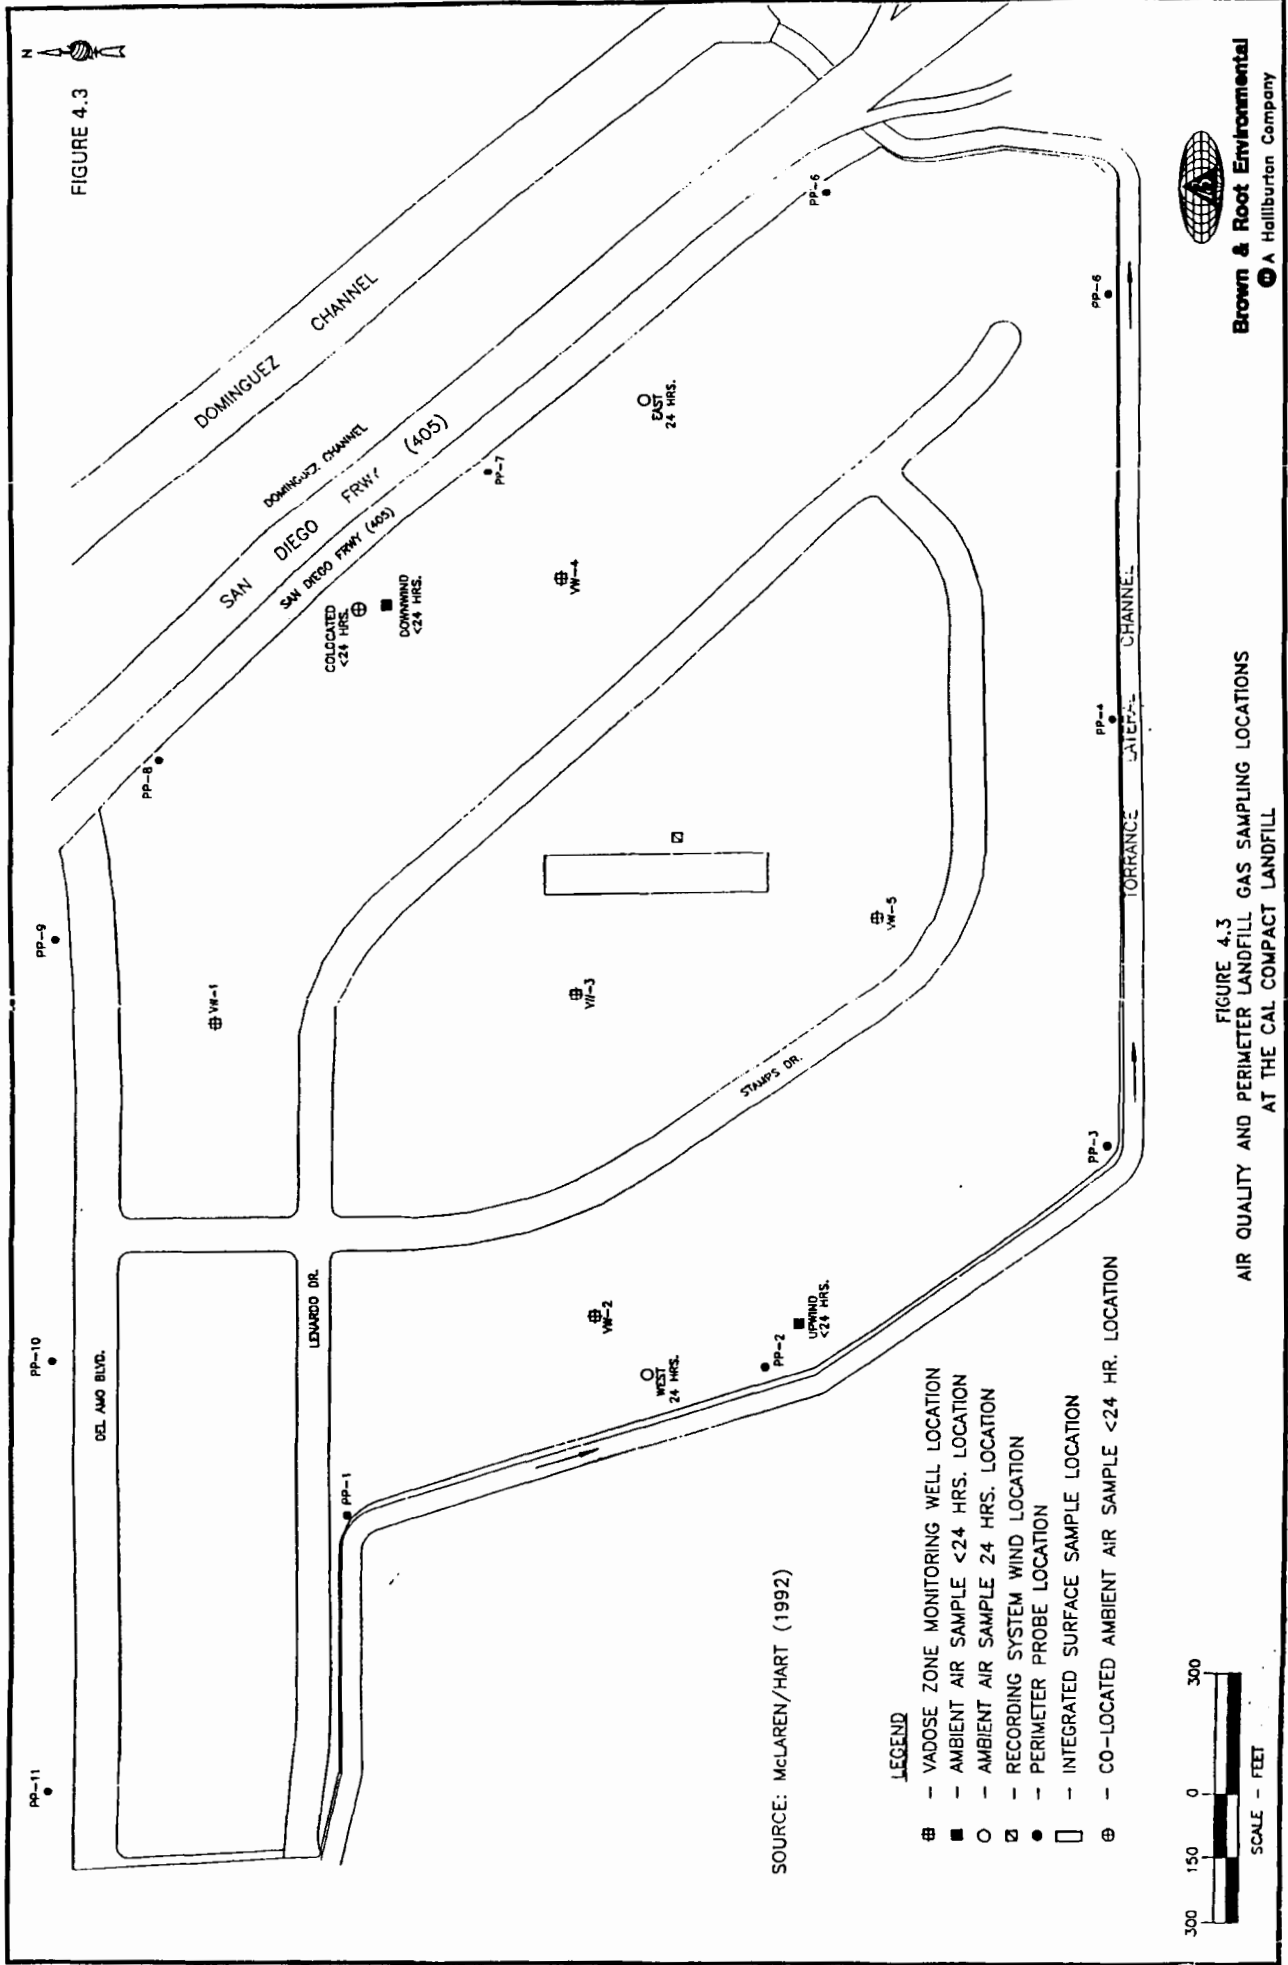 N
FIGURE 4.3
PP-11
PP-10
PP-9
DEL AMO BLVD.
PP-8
DOMINGUEZ CHANNEL
DOMINGUEZ CHANNEL
SAN DIEGO FRWY (405)
SAN DIEGO FRWY (405)
VW-1
COLOCATED
<24 HRS.
DOWNWIND
<24 HRS.
PP-7
LENARDO DR.
PP-1
VW-4
VW-3
VW-2
EAST
24 HRS.
WEST
24 HRS.
PP-6
PP-2
UPWIND
<24 HRS.
STAMPS DR.
VW-5
PP-3
PP-4
PP-6
TORRANCE LATERAL CHANNEL
SOURCE: McLAREN/HART (1992)
LEGEND
- VADOSE ZONE MONITORING WELL LOCATION
- AMBIENT AIR SAMPLE <24 HRS. LOCATION
- AMBIENT AIR SAMPLE 24 HRS. LOCATION
- RECORDING SYSTEM WIND LOCATION
- PERIMETER PROBE LOCATION
- INTEGRATED SURFACE SAMPLE LOCATION
- CO-LOCATED AMBIENT AIR SAMPLE <24 HR. LOCATION
300 150 0 300
SCALE - FEET
FIGURE 4.3
AIR QUALITY AND PERIMETER LANDFILL GAS SAMPLING LOCATIONS
AT THE CAL COMPACT LANDFILL
Brown & Root Environmental
A Halliburton Company